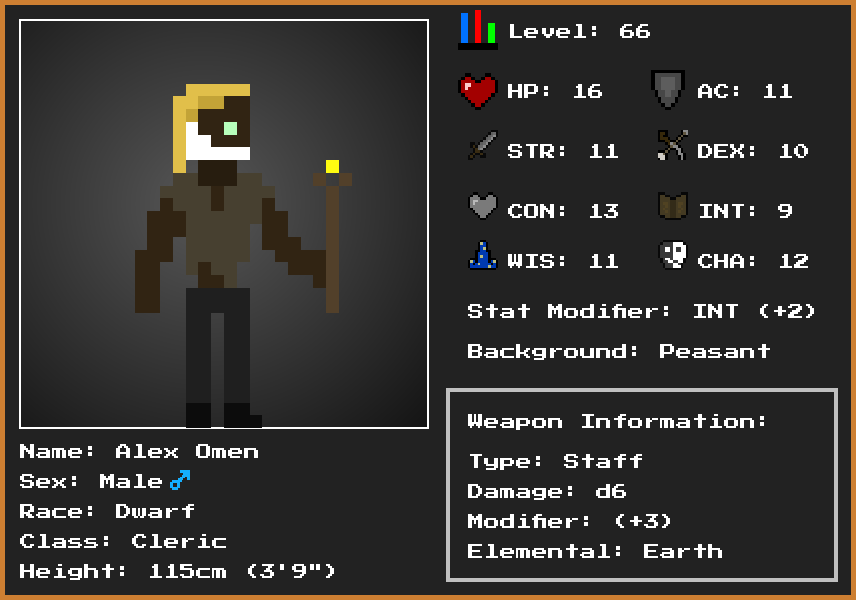 Level: 66
HP: 16 AC: 11
STR: 11 DEX: 10
CON: 13 INT: 9
WIS: 11 CHA: 12
Stat Modifier: INT (+2)
Background: Peasant
Weapon Information:
Type: Staff
Damage: d6
Modifier: (+3)
Elemental: Earth
Name: Alex Omen
Sex: Male ♂
Race: Dwarf
Class: Cleric
Height: 115cm (3'9")